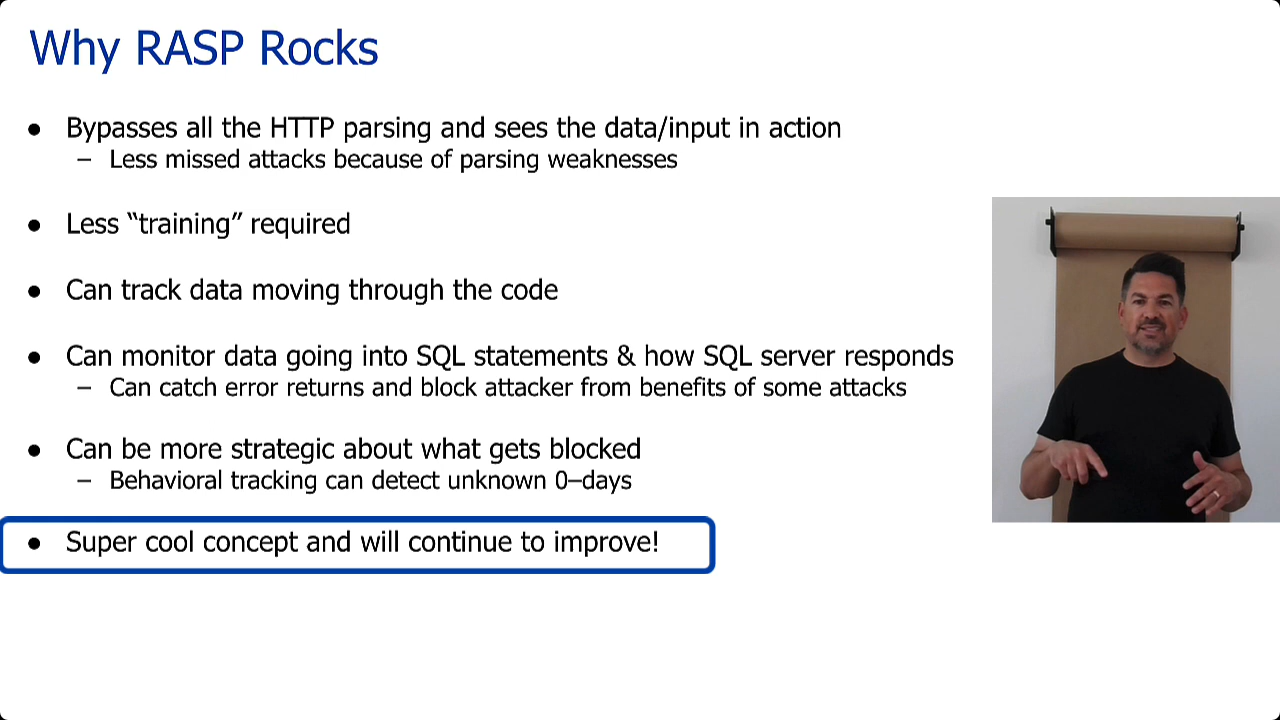 Why RASP Rocks
● Bypasses all the HTTP parsing and sees the data/input in action
– Less missed attacks because of parsing weaknesses
● Less “training” required
● Can track data moving through the code
● Can monitor data going into SQL statements & how SQL server responds
– Can catch error returns and block attacker from benefits of some attacks
● Can be more strategic about what gets blocked
– Behavioral tracking can detect unknown 0–days
● Super cool concept and will continue to improve!